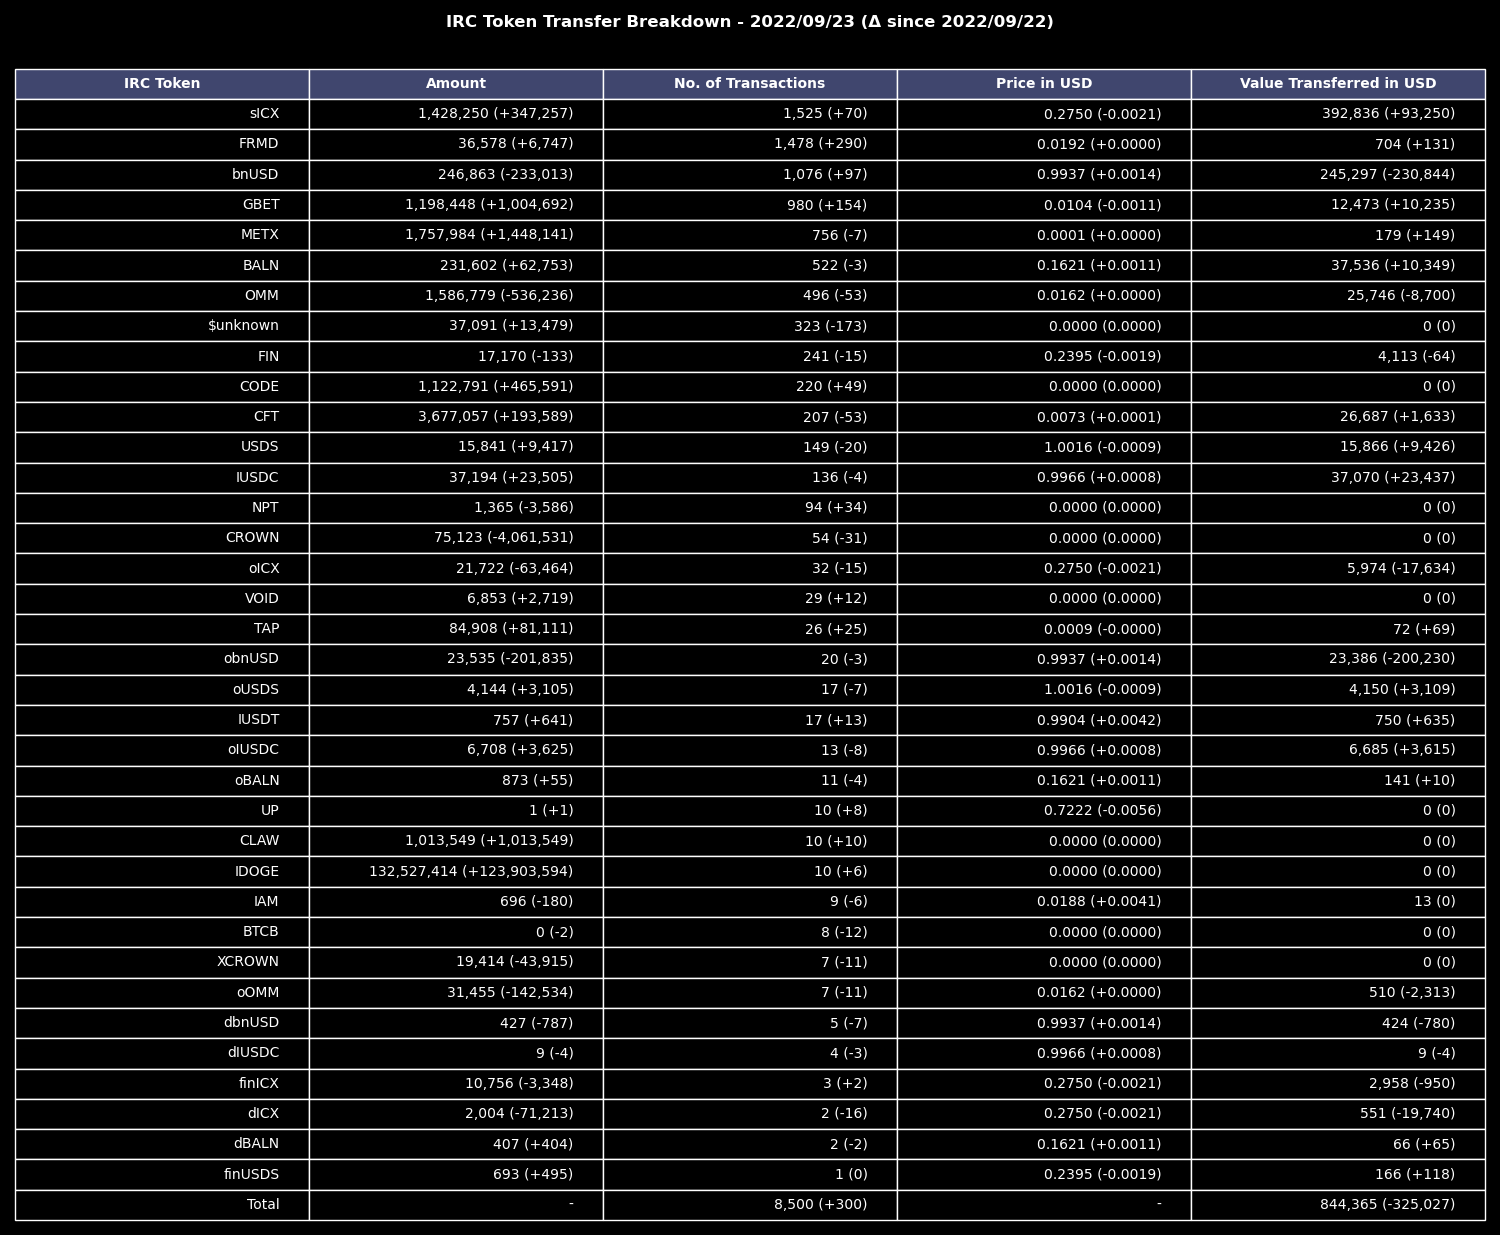 IRC Token Transfer Breakdown - 2022/09/23 (Δ since 2022/09/22)
IRC Token Amount No. of Transactions Price in USD Value Transferred in USD
sICX 1,428,250 (+347,257) 1,525 (+70) 0.2750 (-0.0021) 392,836 (+93,250)
FRMD 36,578 (+6,747) 1,478 (+290) 0.0192 (+0.0000) 704 (+131)
bnUSD 246,863 (-233,013) 1,076 (+97) 0.9937 (+0.0014) 245,297 (-230,844)
GBET 1,198,448 (+1,004,692) 980 (+154) 0.0104 (-0.0011) 12,473 (+10,235)
METX 1,757,984 (+1,448,141) 756 (-7) 0.0001 (+0.0000) 179 (+149)
BALN 231,602 (+62,753) 522 (-3) 0.1621 (+0.0011) 37,536 (+10,349)
OMM 1,586,779 (-536,236) 496 (-53) 0.0162 (+0.0000) 25,746 (-8,700)
$unknown 37,091 (+13,479) 323 (-173) 0.0000 (0.0000) 0 (0)
FIN 17,170 (-133) 241 (-15) 0.2395 (-0.0019) 4,113 (-64)
CODE 1,122,791 (+465,591) 220 (+49) 0.0000 (0.0000) 0 (0)
CFT 3,677,057 (+193,589) 207 (-53) 0.0073 (+0.0001) 26,687 (+1,633)
USDS 15,841 (+9,417) 149 (-20) 1.0016 (-0.0009) 15,866 (+9,426)
IUSDC 37,194 (+23,505) 136 (-4) 0.9966 (+0.0008) 37,070 (+23,437)
NPT 1,365 (-3,586) 94 (+34) 0.0000 (0.0000) 0 (0)
CROWN 75,123 (-4,061,531) 54 (-31) 0.0000 (0.0000) 0 (0)
oICX 21,722 (-63,464) 32 (-15) 0.2750 (-0.0021) 5,974 (-17,634)
VOID 6,853 (+2,719) 29 (+12) 0.0000 (0.0000) 0 (0)
TAP 84,908 (+81,111) 26 (+25) 0.0009 (-0.0000) 72 (+69)
obnUSD 23,535 (-201,835) 20 (-3) 0.9937 (+0.0014) 23,386 (-200,230)
oUSDS 4,144 (+3,105) 17 (-7) 1.0016 (-0.0009) 4,150 (+3,109)
IUSDT 757 (+641) 17 (+13) 0.9904 (+0.0042) 750 (+635)
oIUSDC 6,708 (+3,625) 13 (-8) 0.9966 (+0.0008) 6,685 (+3,615)
oBALN 873 (+55) 11 (-4) 0.1621 (+0.0011) 141 (+10)
UP 1 (+1) 10 (+8) 0.7222 (-0.0056) 0 (0)
CLAW 1,013,549 (+1,013,549) 10 (+10) 0.0000 (0.0000) 0 (0)
IDOGE 132,527,414 (+123,903,594) 10 (+6) 0.0000 (0.0000) 0 (0)
IAM 696 (-180) 9 (-6) 0.0188 (+0.0041) 13 (0)
BTCB 0 (-2) 8 (-12) 0.0000 (0.0000) 0 (0)
XCROWN 19,414 (-43,915) 7 (-11) 0.0000 (0.0000) 0 (0)
oOMM 31,455 (-142,534) 7 (-11) 0.0162 (+0.0000) 510 (-2,313)
dbnUSD 427 (-787) 5 (-7) 0.9937 (+0.0014) 424 (-780)
dIUSDC 9 (-4) 4 (-3) 0.9966 (+0.0008) 9 (-4)
finICX 10,756 (-3,348) 3 (+2) 0.2750 (-0.0021) 2,958 (-950)
dICX 2,004 (-71,213) 2 (-16) 0.2750 (-0.0021) 551 (-19,740)
dBALN 407 (+404) 2 (-2) 0.1621 (+0.0011) 66 (+65)
finUSDS 693 (+495) 1 (0) 0.2395 (-0.0019) 166 (+118)
Total - 8,500 (+300) - 844,365 (-325,027)